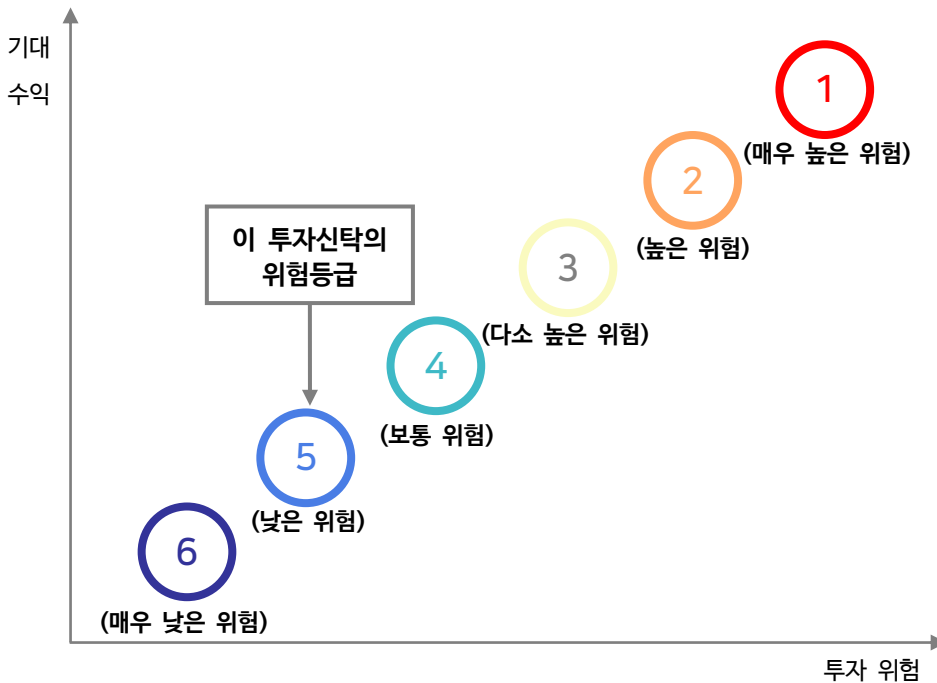 기대
수익
1
(매우 높은 위험)
2
(높은 위험)
이 투자신탁의
위험등급
3
(다소 높은 위험)
4
(보통 위험)
5
(낮은 위험)
6
(매우 낮은 위험)
투자 위험